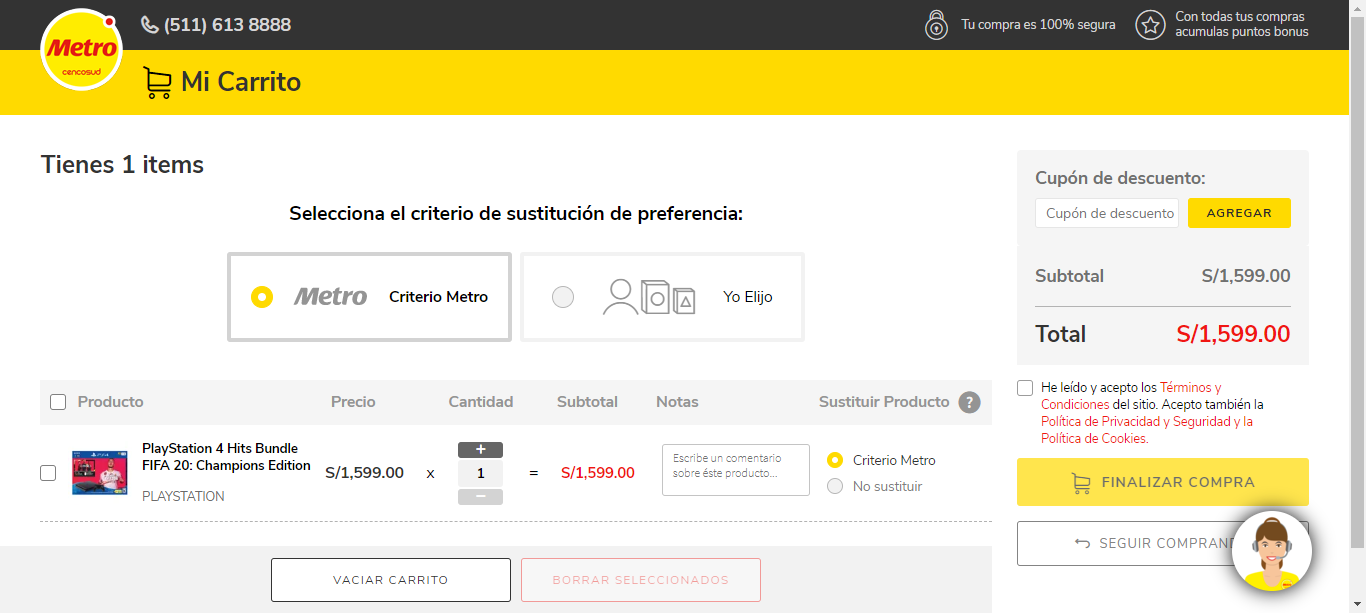 (511) 613 8888
Tu compra es 100% segura
Con todas tus compras
acumulas puntos bonus
Metro
cencosud
Mi Carrito
Tienes 1 items
Selecciona el criterio de sustitución de preferencia:
Metro Criterio Metro
Yo Elijo
Producto Precio Cantidad Subtotal Notas Sustituir Producto ?
PlayStation 4 Hits Bundle
FIFA 20: Champions Edition
PLAYSTATION
S/1,599.00 x + 1 − = S/1,599.00
Escribe un comentario
sobre éste producto...
Criterio Metro
No sustituir
VACIAR CARRITO
BORRAR SELECCIONADOS
Cupón de descuento:
Cupón de descuento
AGREGAR
Subtotal S/1,599.00
Total S/1,599.00
He leído y acepto los Términos y
Condiciones del sitio. Acepto también la
Política de Privacidad y Seguridad y la
Política de Cookies.
FINALIZAR COMPRA
SEGUIR COMPRAND